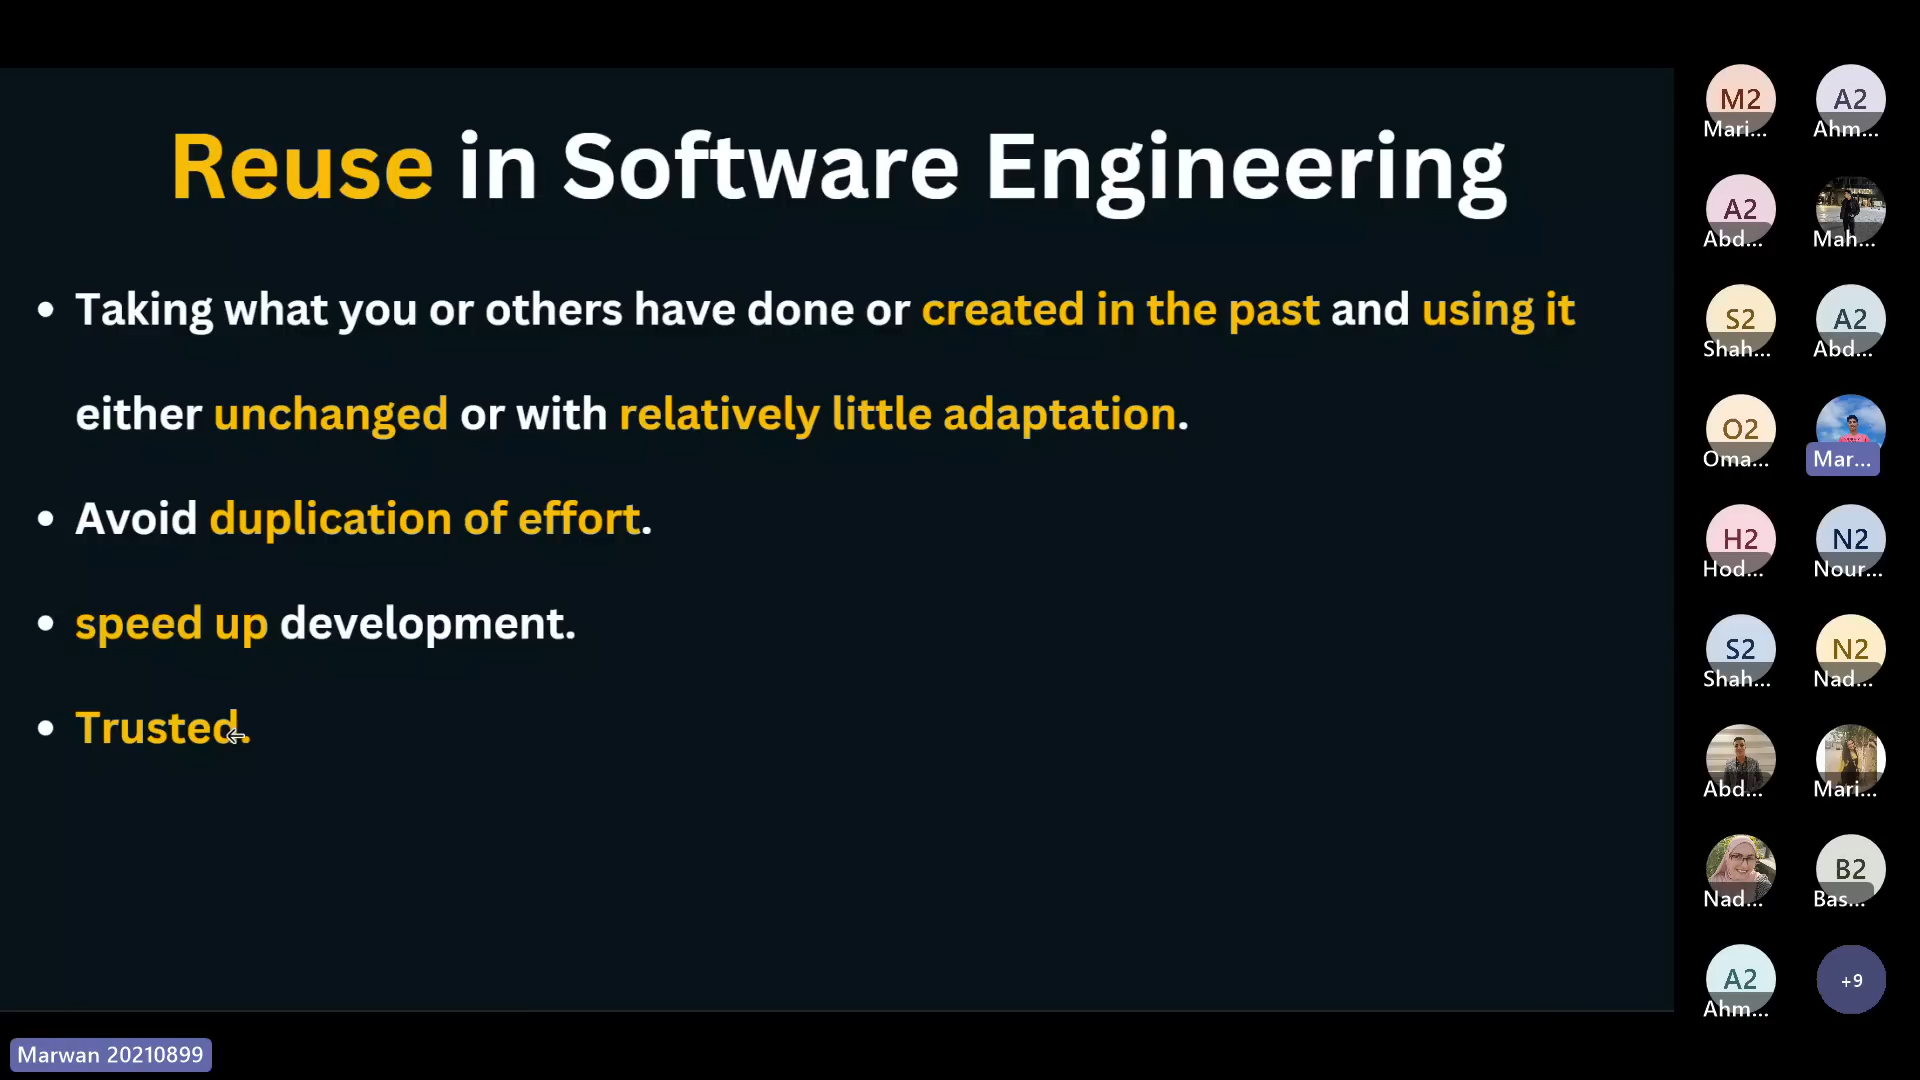 Reuse in Software Engineering
• Taking what you or others have done or created in the past and using it
either unchanged or with relatively little adaptation.
• Avoid duplication of effort.
• speed up development.
• Trusted.
M2
Mari...
A2
Ahm...
A2
Abd...
Mah...
S2
Shah...
A2
Abd...
O2
Oma...
Mar...
H2
Hod...
N2
Nour...
S2
Shah...
N2
Nad...
Abd...
Mari...
Nad...
B2
Bas...
A2
Ahm...
+9
Marwan 20210899